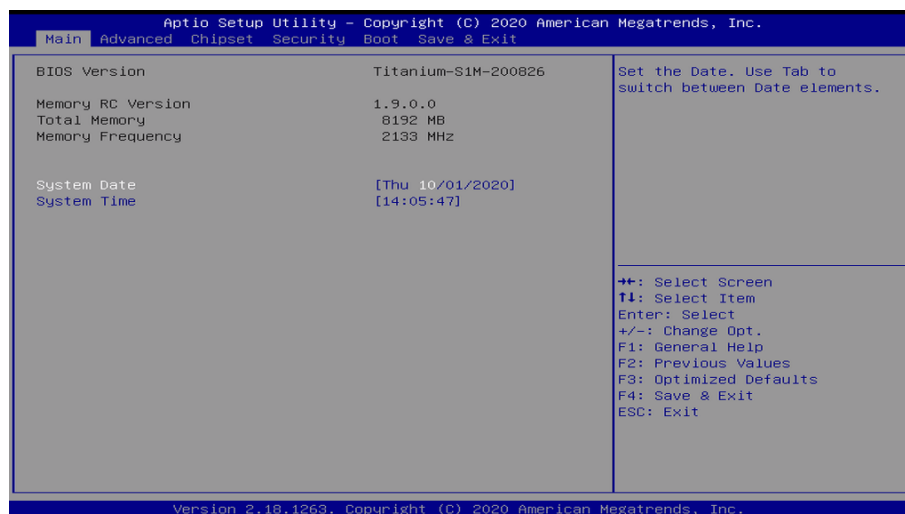 Aptio Setup Utility – Copyright (C) 2020 American Megatrends, Inc.
Main Advanced Chipset Security Boot Save & Exit
BIOS Version Titanium-S1M-200826
Memory RC Version 1.9.0.0
Total Memory 8192 MB
Memory Frequency 2133 MHz
System Date [Thu 10/01/2020]
System Time [14:05:47]
Set the Date. Use Tab to
switch between Date elements.
→←: Select Screen
↑↓: Select Item
Enter: Select
+/-: Change Opt.
F1: General Help
F2: Previous Values
F3: Optimized Defaults
F4: Save & Exit
ESC: Exit
Version 2.18.1263. Copyright (C) 2020 American Megatrends, Inc.